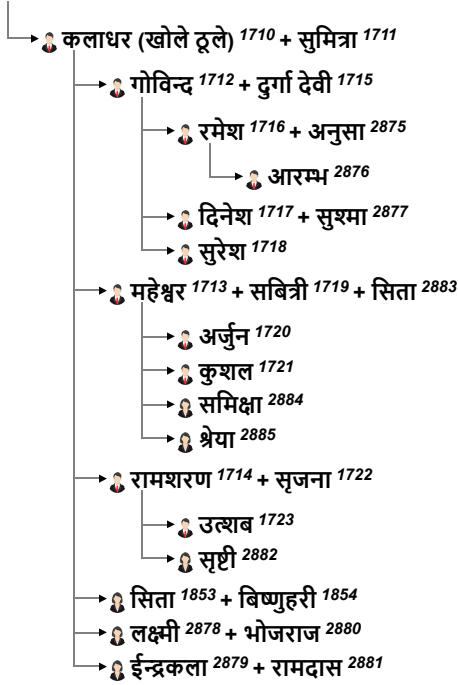 कलाधर (खोले ठूले) 1710 + सुमित्रा 1711
गोविन्द 1712 + दुर्गा देवी 1715
रमेश 1716 + अनुसा 2875
आरम्भ 2876
दिनेश 1717 + सुश्मा 2877
सुरेश 1718
महेश्वर 1713 + सबित्री 1719 + सिता 2883
अर्जुन 1720
कुशल 1721
समिक्षा 2884
श्रेया 2885
रामशरण 1714 + सृजना 1722
उत्शब 1723
सृष्टी 2882
सिता 1853 + बिष्णुहरी 1854
लक्ष्मी 2878 + भोजराज 2880
ईन्द्रकला 2879 + रामदास 2881